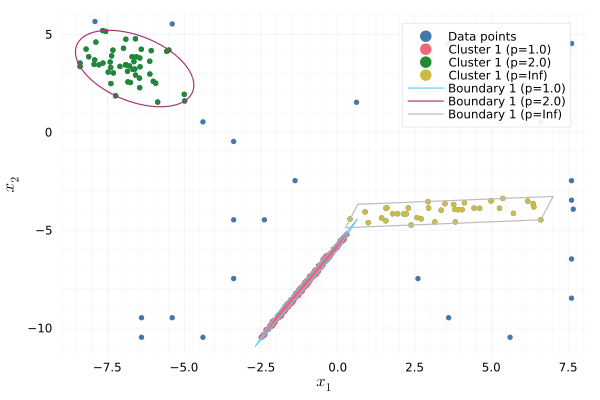 Data points
Cluster 1 (p=1.0)
Cluster 1 (p=2.0)
Cluster 1 (p=Inf)
Boundary 1 (p=1.0)
Boundary 1 (p=2.0)
Boundary 1 (p=Inf)
5
0
−5
−10
x₂
−7.5 −5.0 −2.5 0.0 2.5 5.0 7.5
x₁